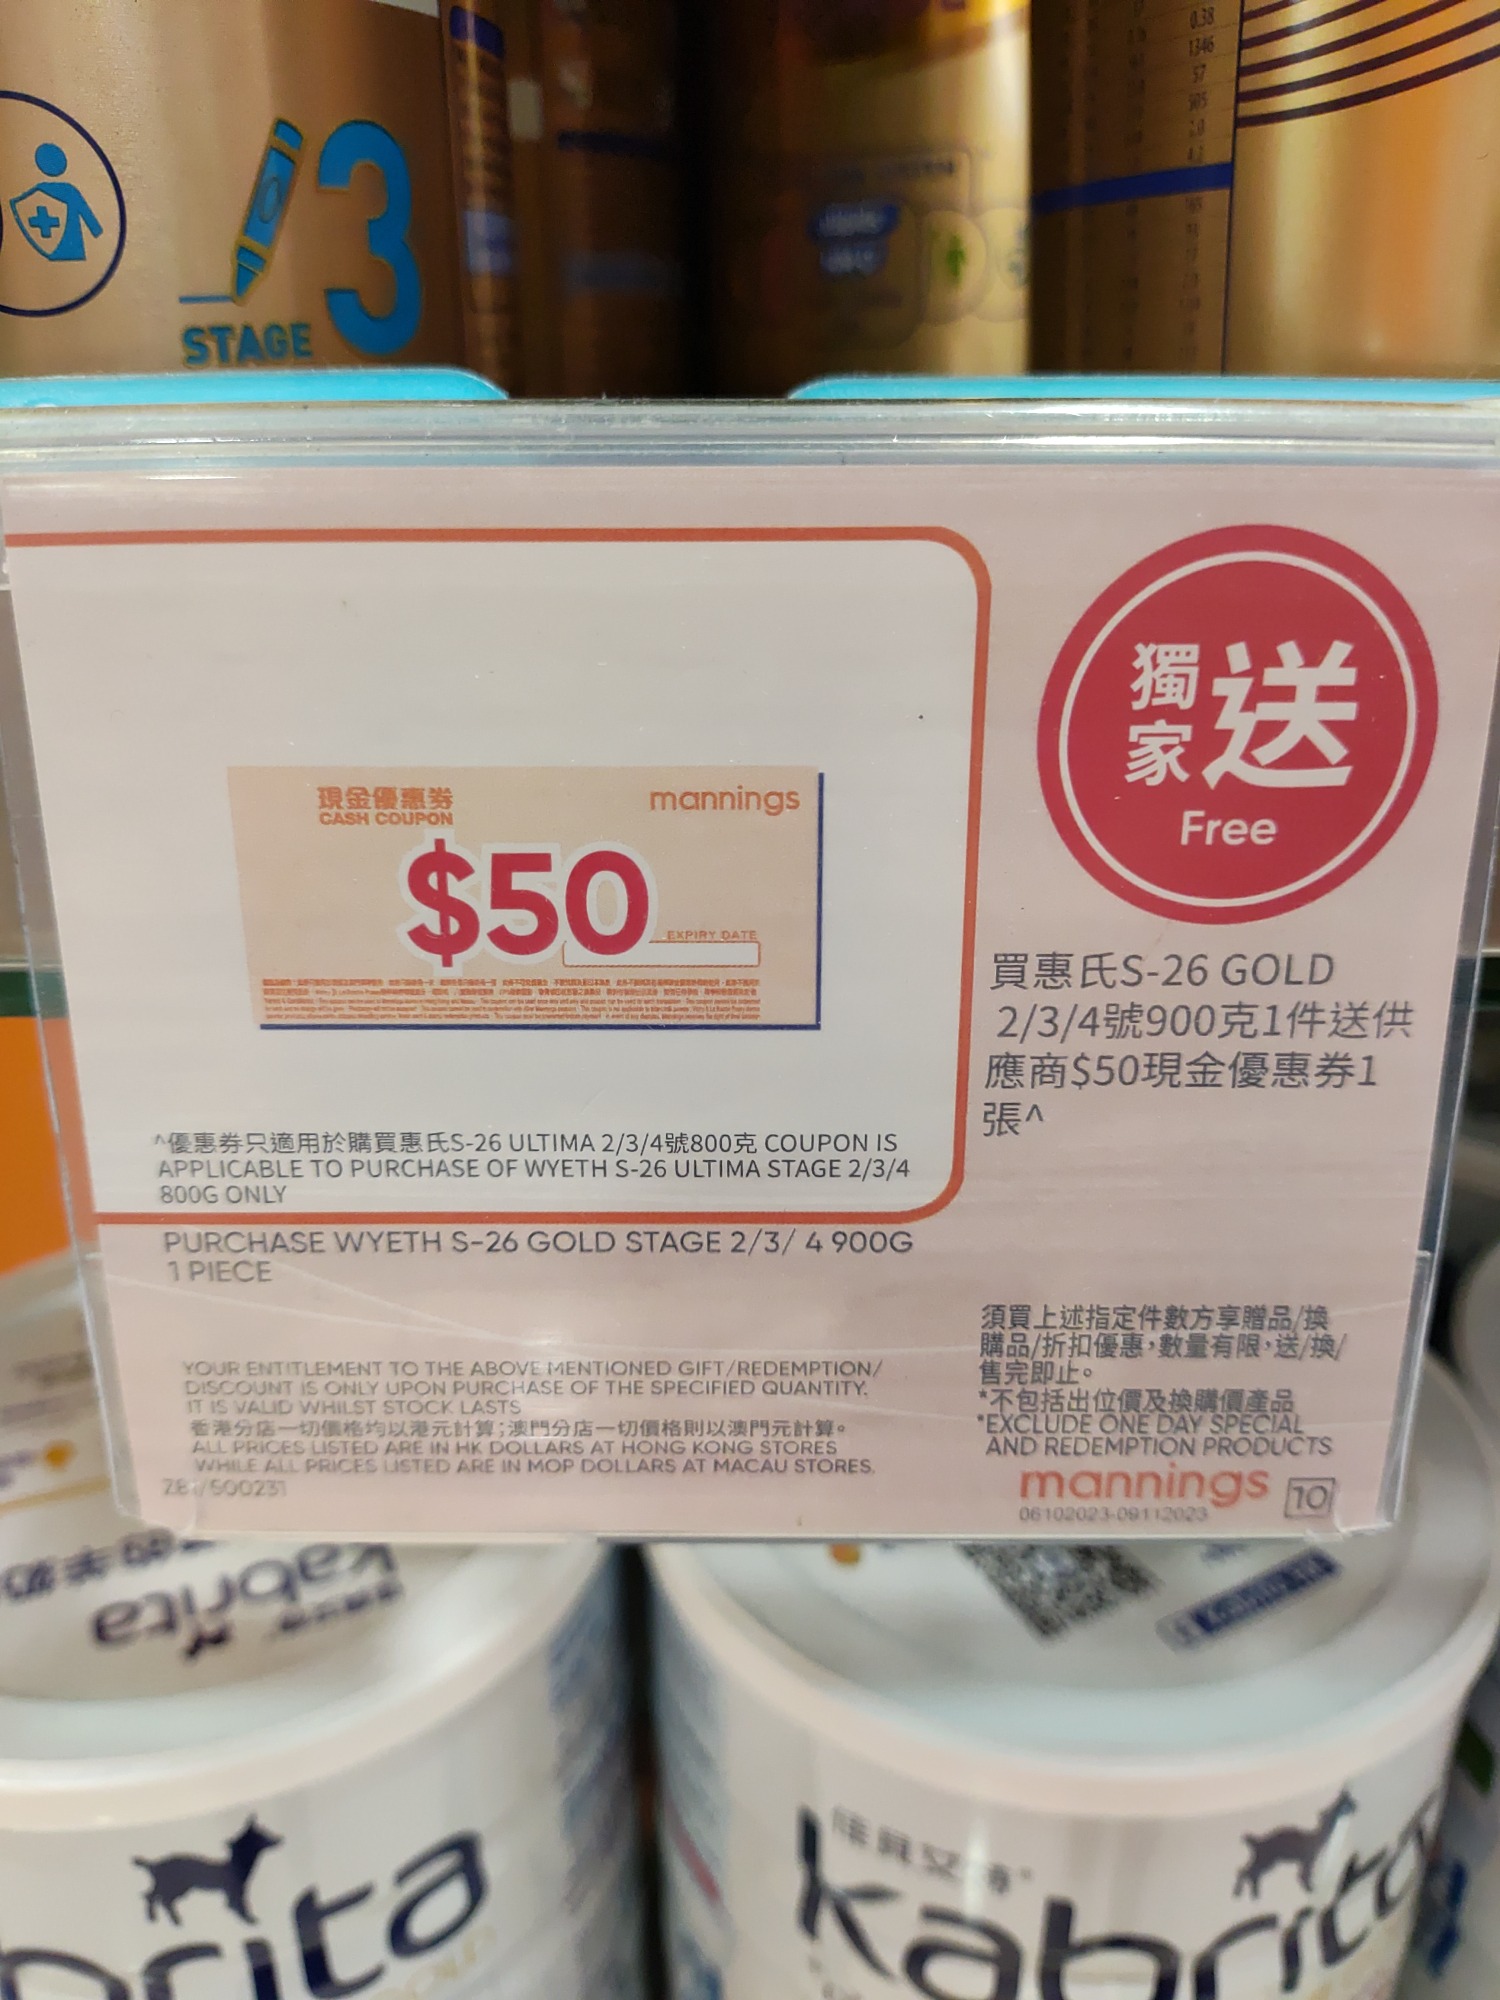 0.38
1346
57
3
STAGE
獨家送
Free
現金優惠券
CASH COUPON
mannings
$50
EXPIRY DATE
買惠氏S-26 GOLD
2/3/4號900克1件送供
應商$50現金優惠券1
張^
^優惠券只適用於購買惠氏S-26 ULTIMA 2/3/4號800克 COUPON IS
APPLICABLE TO PURCHASE OF WYETH S-26 ULTIMA STAGE 2/3/4
800G ONLY
PURCHASE WYETH S-26 GOLD STAGE 2/3/ 4 900G
1 PIECE
須買上述指定件數方享贈品/換
購品/折扣優惠，數量有限，送/換/
售完即止。
*不包括出位價及換購價產品
*EXCLUDE ONE DAY SPECIAL
AND REDEMPTION PRODUCTS
YOUR ENTITLEMENT TO THE ABOVE MENTIONED GIFT/REDEMPTION/
DISCOUNT IS ONLY UPON PURCHASE OF THE SPECIFIED QUANTITY.
IT IS VALID WHILST STOCK LASTS
香港分店一切價格均以港元計算；澳門分店一切價格則以澳門元計算。
ALL PRICES LISTED ARE IN HK DOLLARS AT HONG KONG STORES
WHILE ALL PRICES LISTED ARE IN MOP DOLLARS AT MACAU STORES.
mannings
10
06102023-09112023
kabrita
brita
kabrita